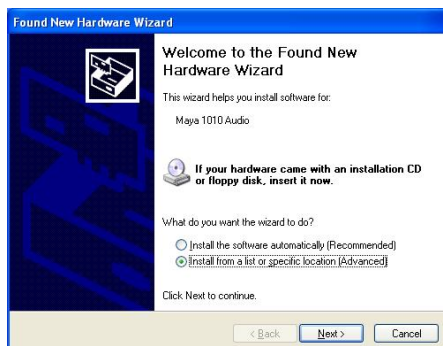 Found New Hardware Wizard
Welcome to the Found New
Hardware Wizard
This wizard helps you install software for:
Maya 1010 Audio
If your hardware came with an installation CD
or floppy disk, insert it now.
What do you want the wizard to do?
Install the software automatically (Recommended)
Install from a list or specific location (Advanced)
Click Next to continue.
< Back
Next >
Cancel